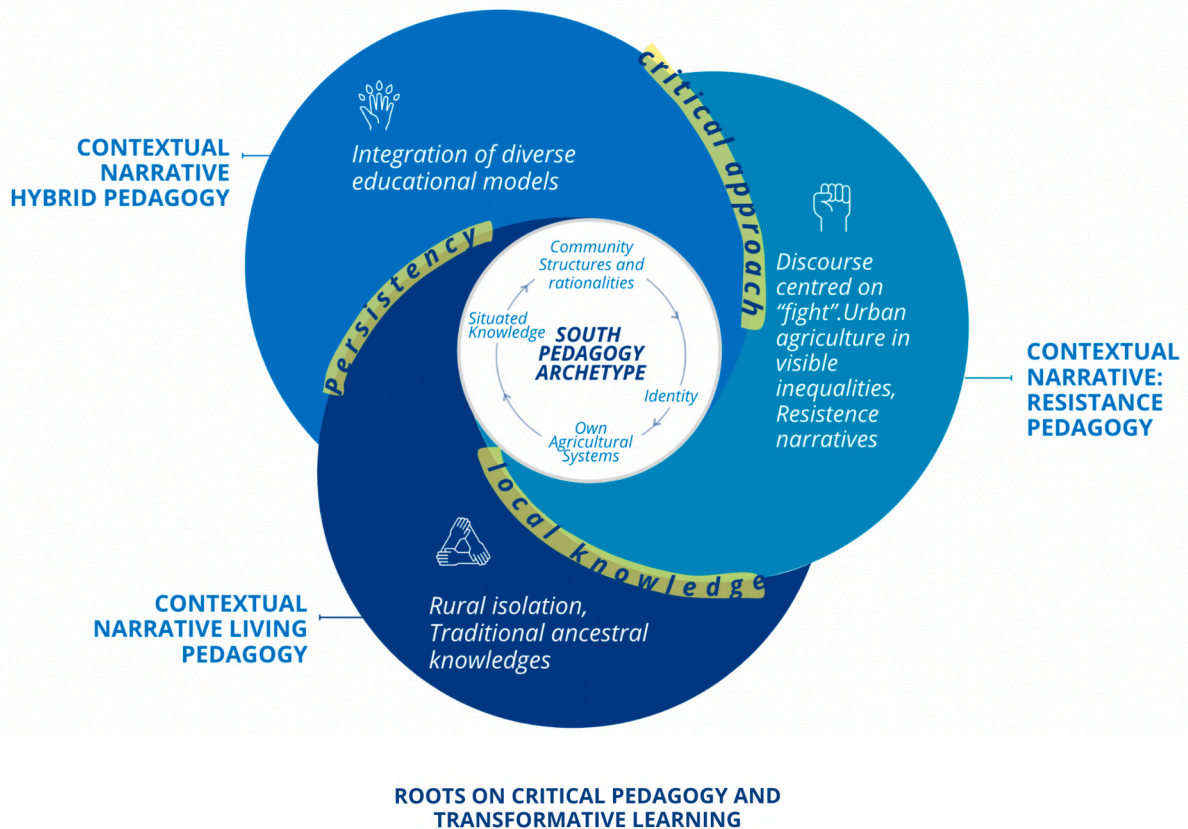 CONTEXTUAL
NARRATIVE
HYBRID PEDAGOGY
Integration of diverse
educational models
critical approach
Persistency
Discourse
centred on
“fight”.Urban
agriculture in
visible
inequalities,
Resistence
narratives
CONTEXTUAL
NARRATIVE:
RESISTANCE
PEDAGOGY
Community
Structures and
rationalities
Situated
Knowledge
SOUTH
PEDAGOGY
ARCHETYPE
Identity
Own
Agricultural
Systems
local knowledge
CONTEXTUAL
NARRATIVE LIVING
PEDAGOGY
Rural isolation,
Traditional ancestral
knowledges
ROOTS ON CRITICAL PEDAGOGY AND
TRANSFORMATIVE LEARNING